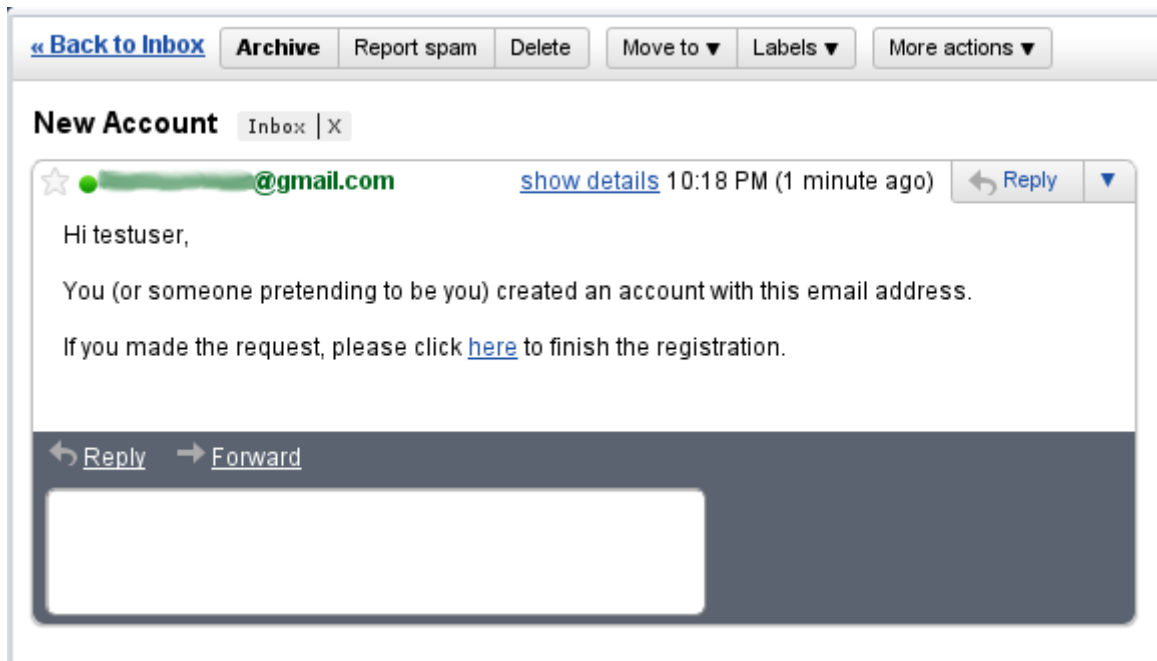 « Back to Inbox Archive Report spam Delete Move to ▼ Labels ▼ More actions ▼
New Account Inbox | X
@gmail.com show details 10:18 PM (1 minute ago) Reply ▼
Hi testuser,
You (or someone pretending to be you) created an account with this email address.
If you made the request, please click here to finish the registration.
Reply Forward